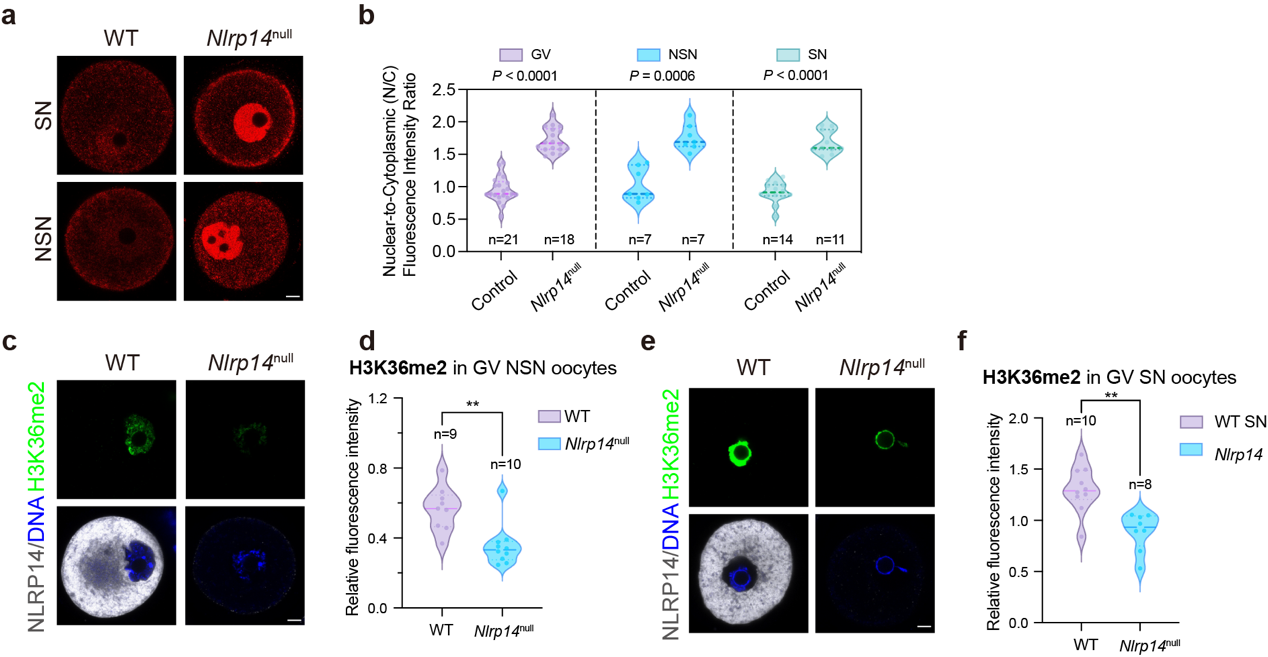 a
WT
Nlrp14null
SN
NSN
b
GV
NSN
SN
P < 0.0001
P = 0.0006
P < 0.0001
Nuclear-to-Cytoplasmic (N/C)
Fluorescence Intensity Ratio
2.5
2.0
1.5
1.0
0.5
0.0
n=21
n=18
n=7
n=7
n=14
n=11
Control
Nlrp14null
Control
Nlrp14null
Control
Nlrp14null
c
WT
Nlrp14null
H3K36me2
NLRP14/DNA
d
H3K36me2 in GV NSN oocytes
Relative fluorescence intensity
1.2
0.8
0.4
0.0
**
n=9
n=10
WT
Nlrp14null
WT
Nlrp14null
e
WT
Nlrp14null
H3K36me2
NLRP14/DNA
f
H3K36me2 in GV SN oocytes
Relative fluorescence intensity
2.0
1.5
1.0
0.5
0.0
**
n=10
n=8
WT SN
Nlrp14
WT
Nlrp14null